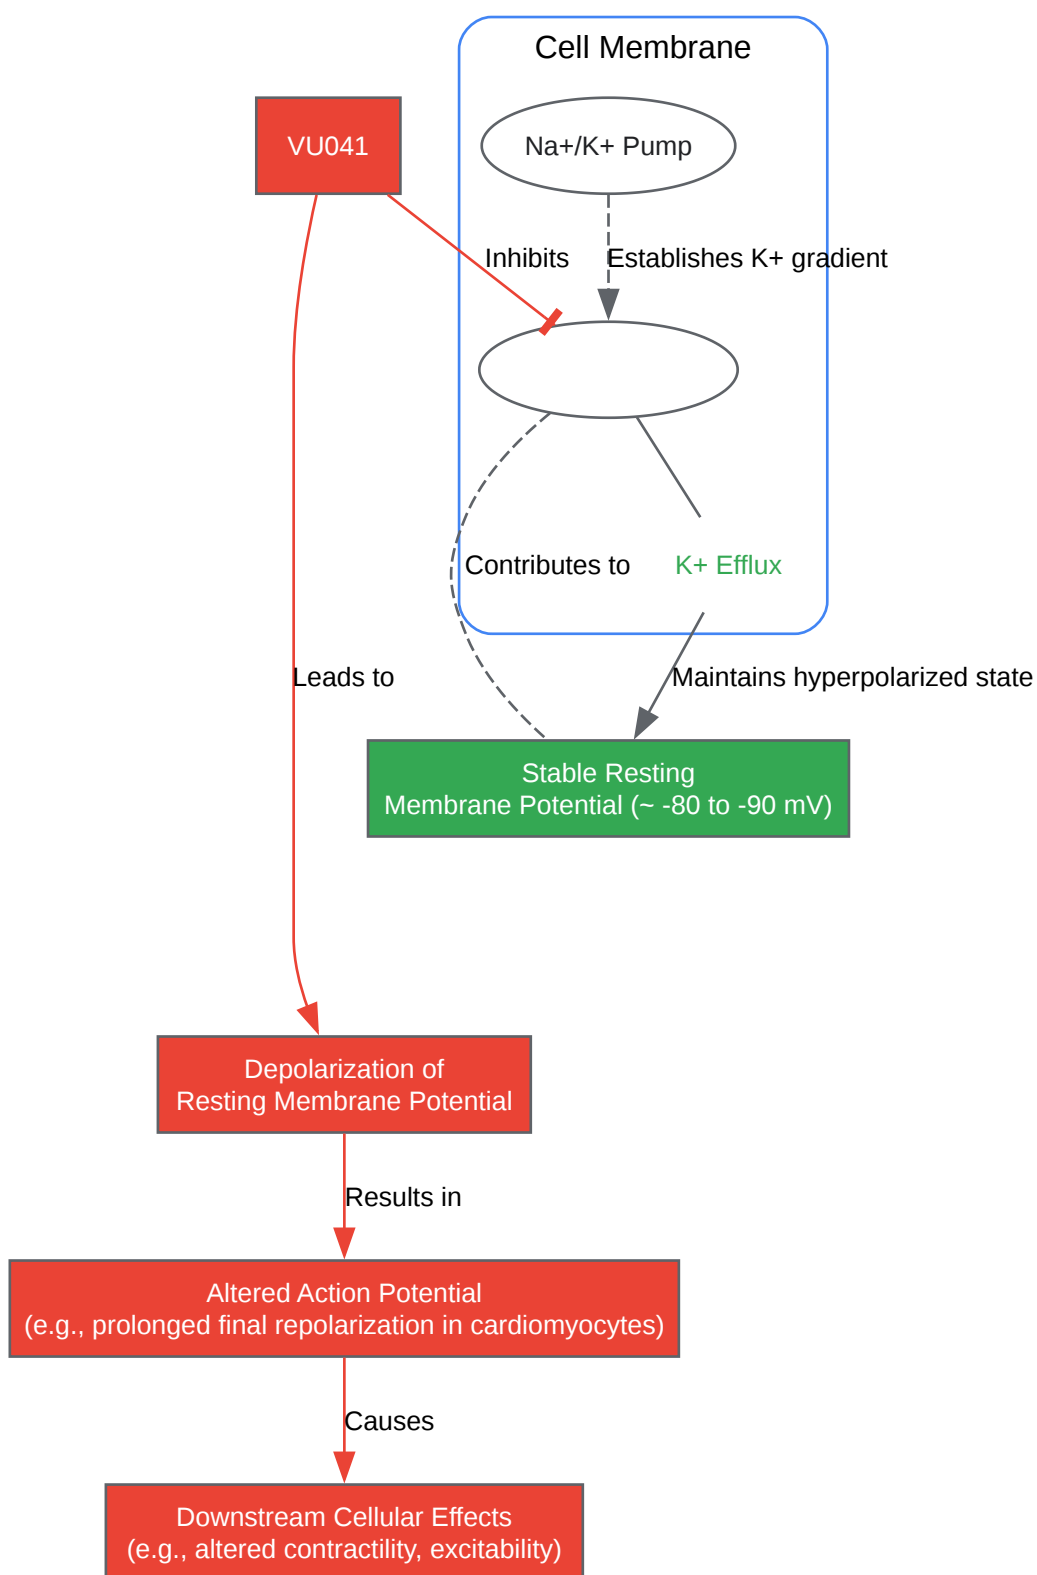 Cell Membrane
VU041
Na+/K+ Pump
Inhibits
Establishes K+ gradient
Contributes to
K+ Efflux
Leads to
Maintains hyperpolarized state
Stable Resting
Membrane Potential (~ -80 to -90 mV)
Depolarization of
Resting Membrane Potential
Results in
Altered Action Potential
(e.g., prolonged final repolarization in cardiomyocytes)
Causes
Downstream Cellular Effects
(e.g., altered contractility, excitability)